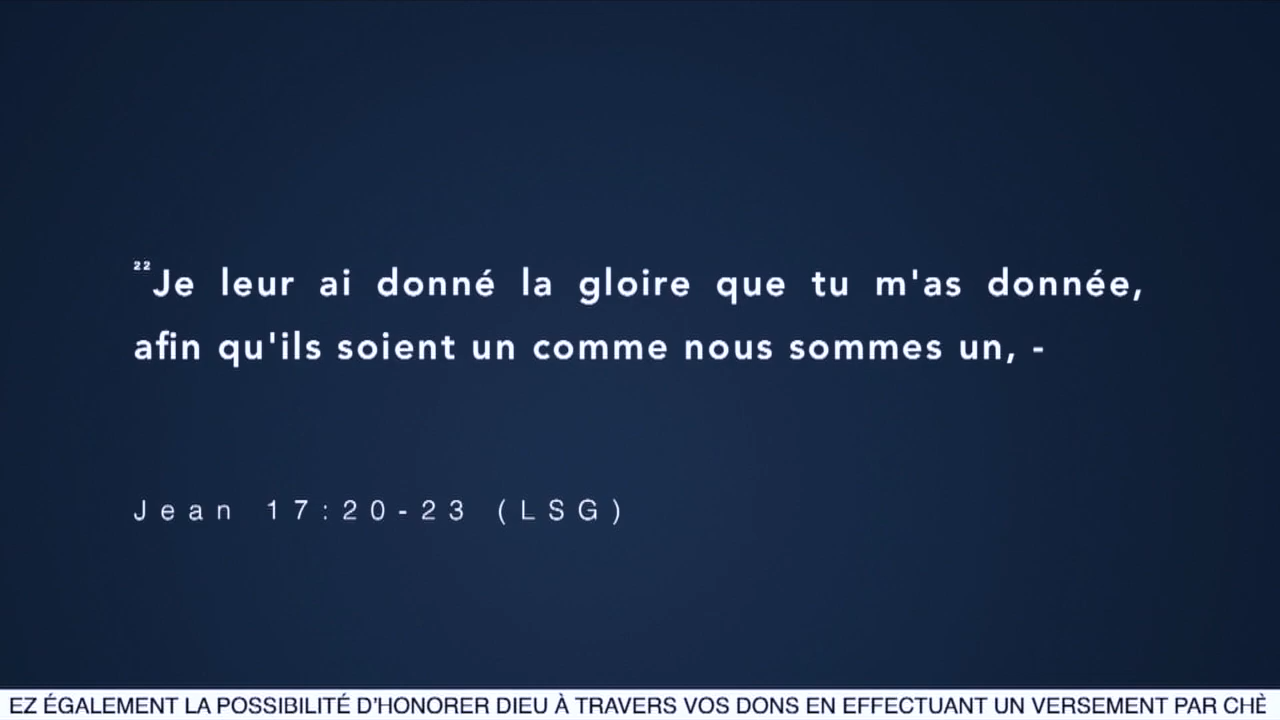 ²²Je leur ai donné la gloire que tu m'as donnée,
afin qu'ils soient un comme nous sommes un, -
Jean 17:20-23 (LSG)
EZ ÉGALEMENT LA POSSIBILITÉ D'HONORER DIEU À TRAVERS VOS DONS EN EFFECTUANT UN VERSEMENT PAR CHÈ